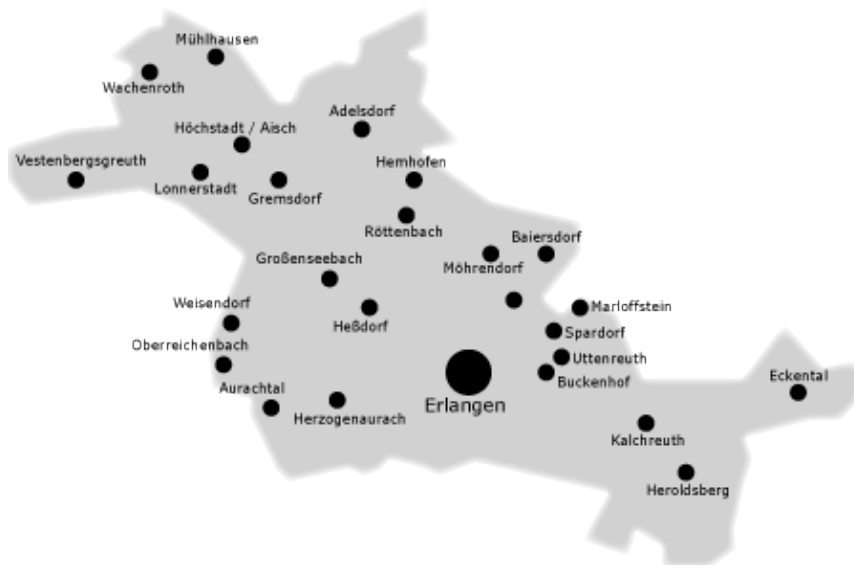 Mühlhausen
Wachenroth
Adelsdorf
Höchstadt / Aisch
Vestenbergsgreuth
Hemhofen
Lonnerstadt
Gremsdorf
Röttenbach
Baiersdorf
Großenseebach
Möhrendorf
Weisendorf
Marloffstein
Heßdorf
Spardorf
Oberreichenbach
Uttenreuth
Eckental
Buckenhof
Aurachtal
Erlangen
Herzogenaurach
Kalchreuth
Heroldsberg